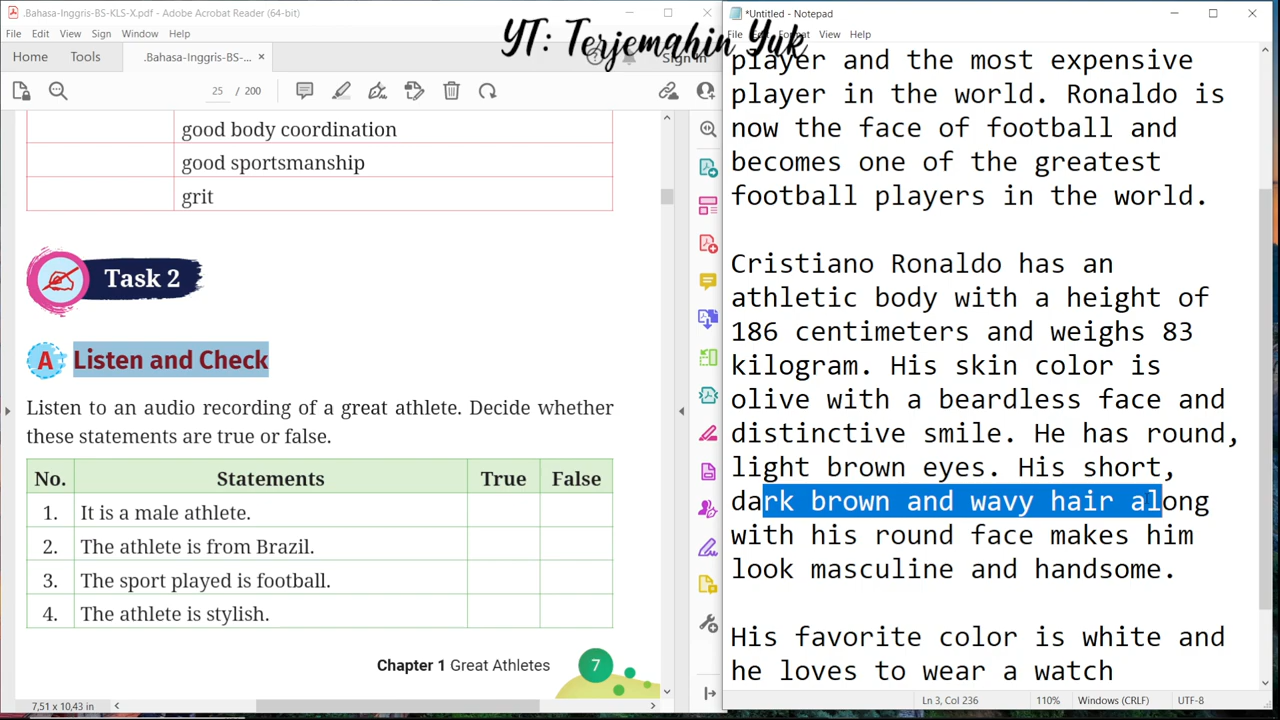 .Bahasa-Inggris-BS-KLS-X.pdf - Adobe Acrobat Reader (64-bit)
File Edit View Sign Window Help
Home Tools .Bahasa-Inggris-BS-... × Sign In
25 / 200
good body coordination
good sportsmanship
grit
Task 2
A Listen and Check
Listen to an audio recording of a great athlete. Decide whether
these statements are true or false.
No. Statements True False
1. It is a male athlete.
2. The athlete is from Brazil.
3. The sport played is football.
4. The athlete is stylish.
Chapter 1 Great Athletes 7
7,51 x 10,43 in
YT: Terjemahin Yuk
*Untitled - Notepad
File Edit Format View Help
player and the most expensive
player in the world. Ronaldo is
now the face of football and
becomes one of the greatest
football players in the world.
Cristiano Ronaldo has an
athletic body with a height of
186 centimeters and weighs 83
kilogram. His skin color is
olive with a beardless face and
distinctive smile. He has round,
light brown eyes. His short,
dark brown and wavy hair along
with his round face makes him
look masculine and handsome.
His favorite color is white and
he loves to wear a watch
Ln 3, Col 236 110% Windows (CRLF) UTF-8